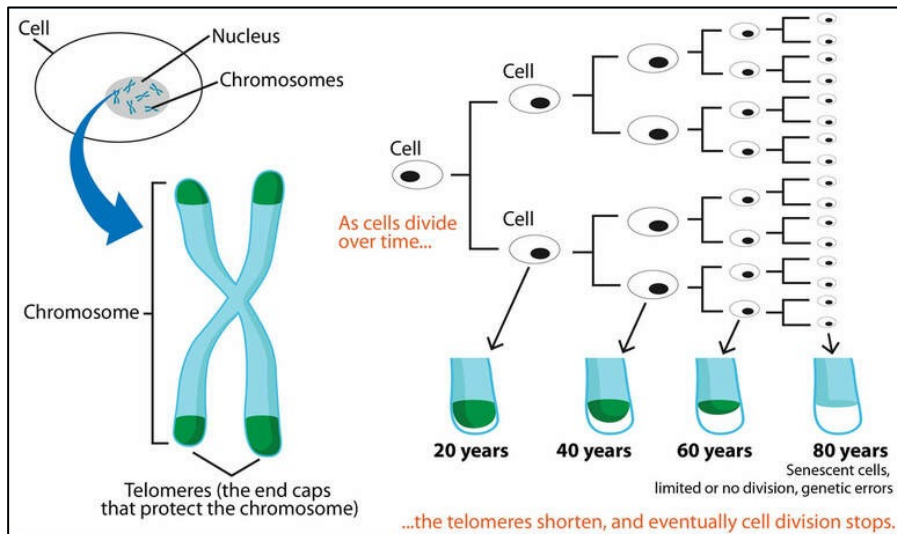 Cell
Nucleus
Chromosomes
Chromosome
Telomeres (the end caps
that protect the chromosome)
Cell
As cells divide
over time...
Cell
Cell
20 years
40 years
60 years
80 years
Senescent cells,
limited or no division, genetic errors
...the telomeres shorten, and eventually cell division stops.